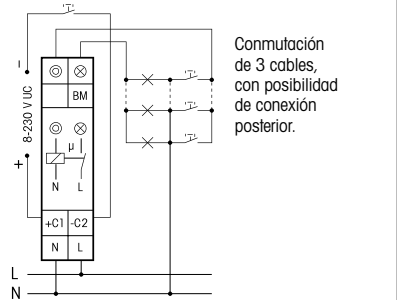 Conmutación
de 3 cables,
con posibilidad
de conexión
posterior.
8-230 V UC
–
+
BM
µ
N L
+C1 -C2
N L
L
N